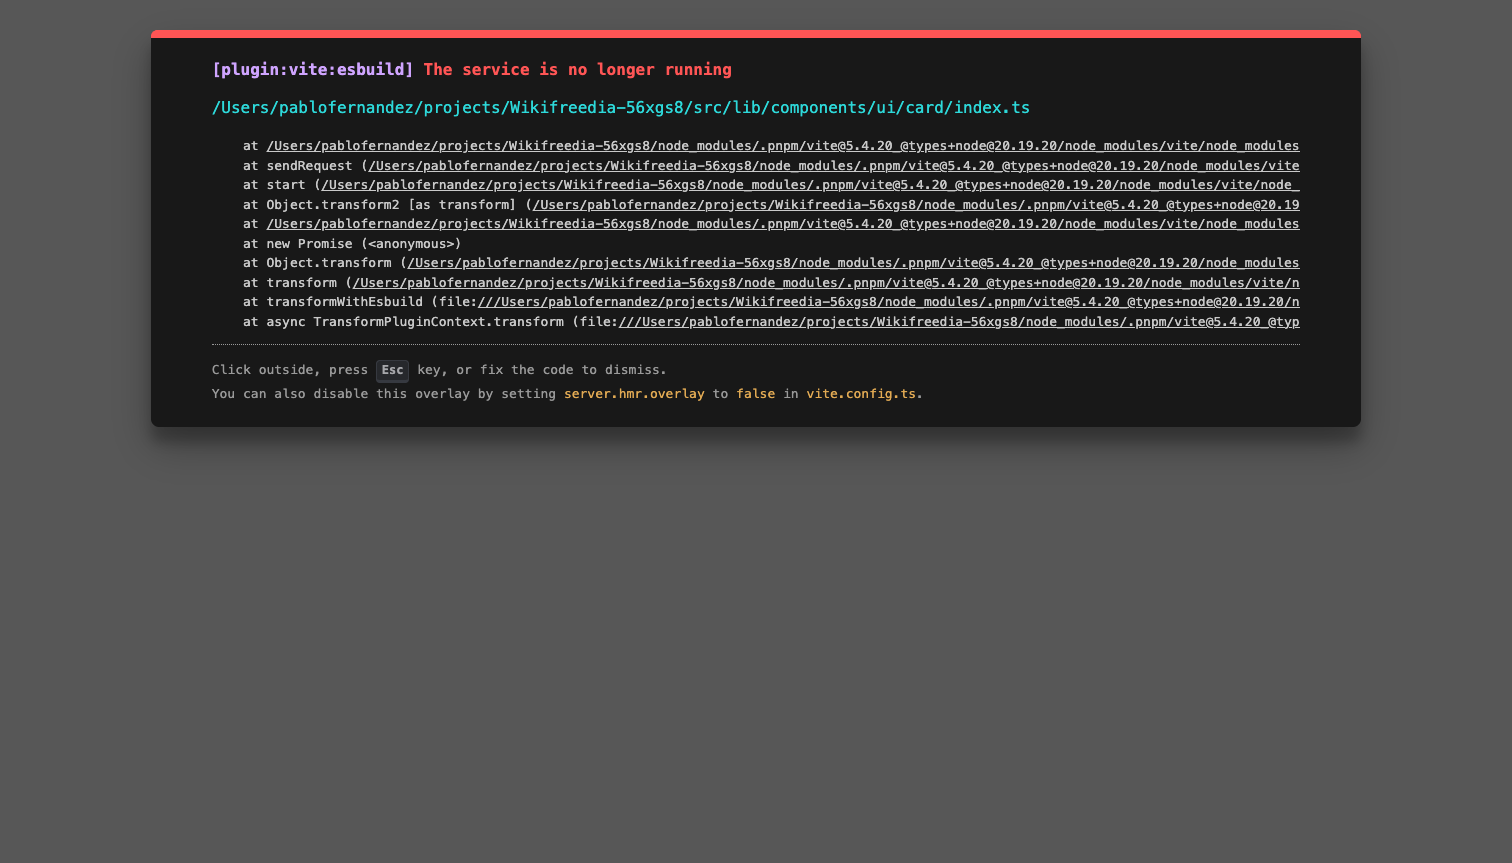 [plugin:vite:esbuild] The service is no longer running
/Users/pablofernandez/projects/Wikifreedia-56xgs8/src/lib/components/ui/card/index.ts
at /Users/pablofernandez/projects/Wikifreedia-56xgs8/node_modules/.pnpm/vite@5.4.20_@types+node@20.19.20/node_modules/vite/node_modules
at sendRequest (/Users/pablofernandez/projects/Wikifreedia-56xgs8/node_modules/.pnpm/vite@5.4.20_@types+node@20.19.20/node_modules/vite
at start (/Users/pablofernandez/projects/Wikifreedia-56xgs8/node_modules/.pnpm/vite@5.4.20_@types+node@20.19.20/node_modules/vite/node_
at Object.transform2 [as transform] (/Users/pablofernandez/projects/Wikifreedia-56xgs8/node_modules/.pnpm/vite@5.4.20_@types+node@20.19
at /Users/pablofernandez/projects/Wikifreedia-56xgs8/node_modules/.pnpm/vite@5.4.20_@types+node@20.19.20/node_modules/vite/node_modules
at new Promise (<anonymous>)
at Object.transform (/Users/pablofernandez/projects/Wikifreedia-56xgs8/node_modules/.pnpm/vite@5.4.20_@types+node@20.19.20/node_modules
at transform (/Users/pablofernandez/projects/Wikifreedia-56xgs8/node_modules/.pnpm/vite@5.4.20_@types+node@20.19.20/node_modules/vite/n
at transformWithEsbuild (file:///Users/pablofernandez/projects/Wikifreedia-56xgs8/node_modules/.pnpm/vite@5.4.20_@types+node@20.19.20/n
at async TransformPluginContext.transform (file:///Users/pablofernandez/projects/Wikifreedia-56xgs8/node_modules/.pnpm/vite@5.4.20_@typ
Click outside, press Esc key, or fix the code to dismiss.
You can also disable this overlay by setting server.hmr.overlay to false in vite.config.ts.